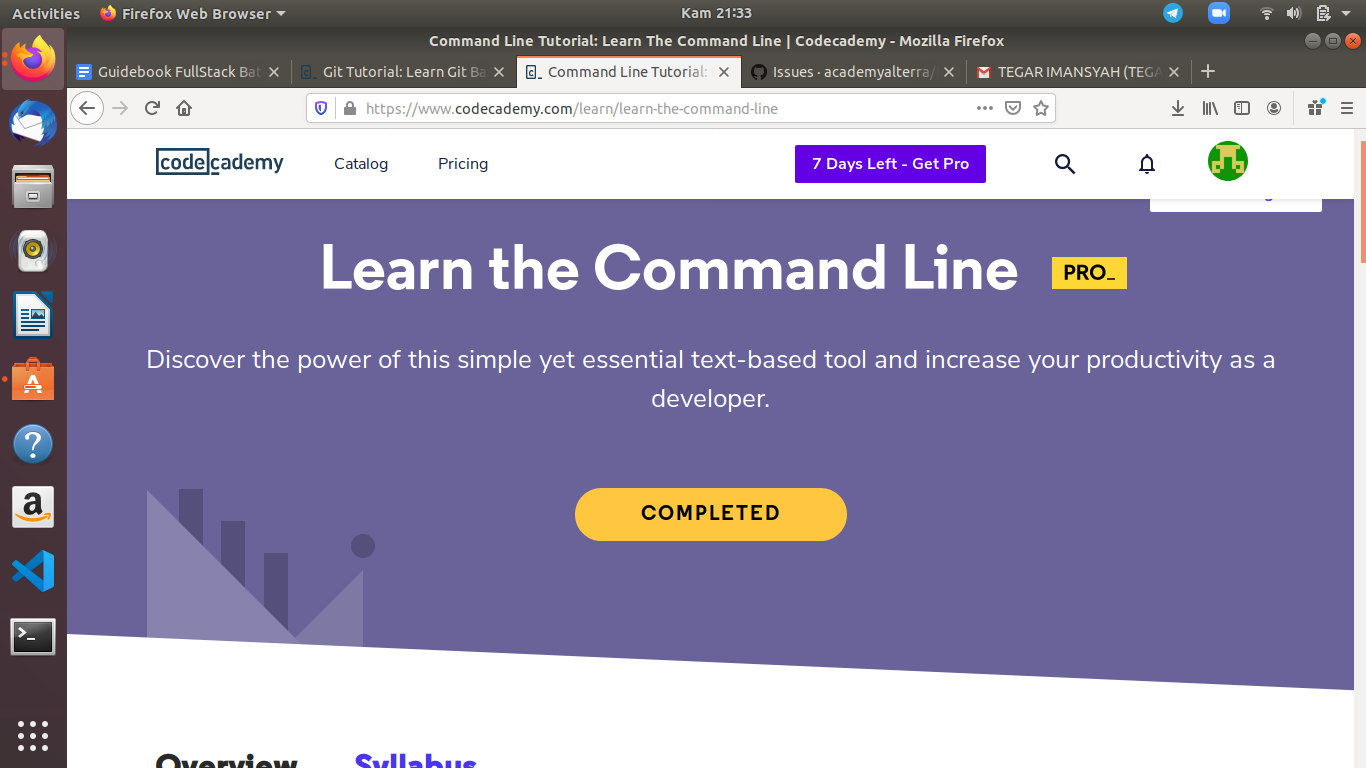 Activities Firefox Web Browser Kam 21:33
Command Line Tutorial: Learn The Command Line | Codecademy - Mozilla Firefox
Guidebook FullStack Bat Git Tutorial: Learn Git Ba Command Line Tutorial: Issues · academyalterra/ TEGAR IMANSYAH (TEGA
https://www.codecademy.com/learn/learn-the-command-line
codecademy Catalog Pricing 7 Days Left - Get Pro
Learn the Command Line PRO_
Discover the power of this simple yet essential text-based tool and increase your productivity as a
developer.
COMPLETED
Overview Syllabus